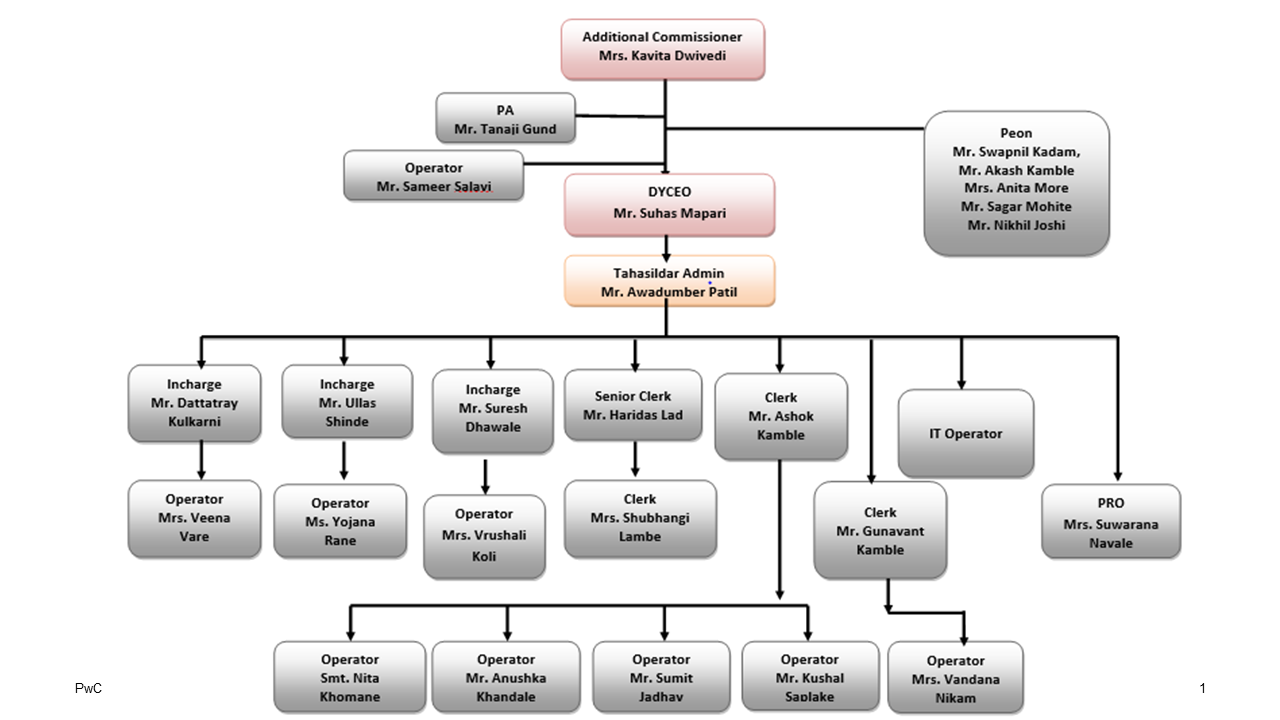 Additional Commissioner
Mrs. Kavita Dwivedi
PA
Mr. Tanaji Gund
Peon
Mr. Swapnil Kadam,
Mr. Akash Kamble
Mrs. Anita More
Mr. Sagar Mohite
Mr. Nikhil Joshi
Operator
Mr. Sameer Salavi
DYCEO
Mr. Suhas Mapari
Tahasildar Admin
Mr. Awadumber Patil
Incharge
Mr. Dattatray
Kulkarni
Incharge
Mr. Ullas
Shinde
Incharge
Mr. Suresh
Dhawale
Senior Clerk
Mr. Haridas Lad
Clerk
Mr. Ashok
Kamble
IT Operator
Operator
Mrs. Veena
Vare
Operator
Ms. Yojana
Rane
Operator
Mrs. Vrushali
Koli
Clerk
Mrs. Shubhangi
Lambe
Clerk
Mr. Gunavant
Kamble
PRO
Mrs. Suwarana
Navale
Operator
Smt. Nita
Khomane
Operator
Mr. Anushka
Khandale
Operator
Mr. Sumit
Jadhav
Operator
Mr. Kushal
Saplake
Operator
Mrs. Vandana
Nikam
PwC
1